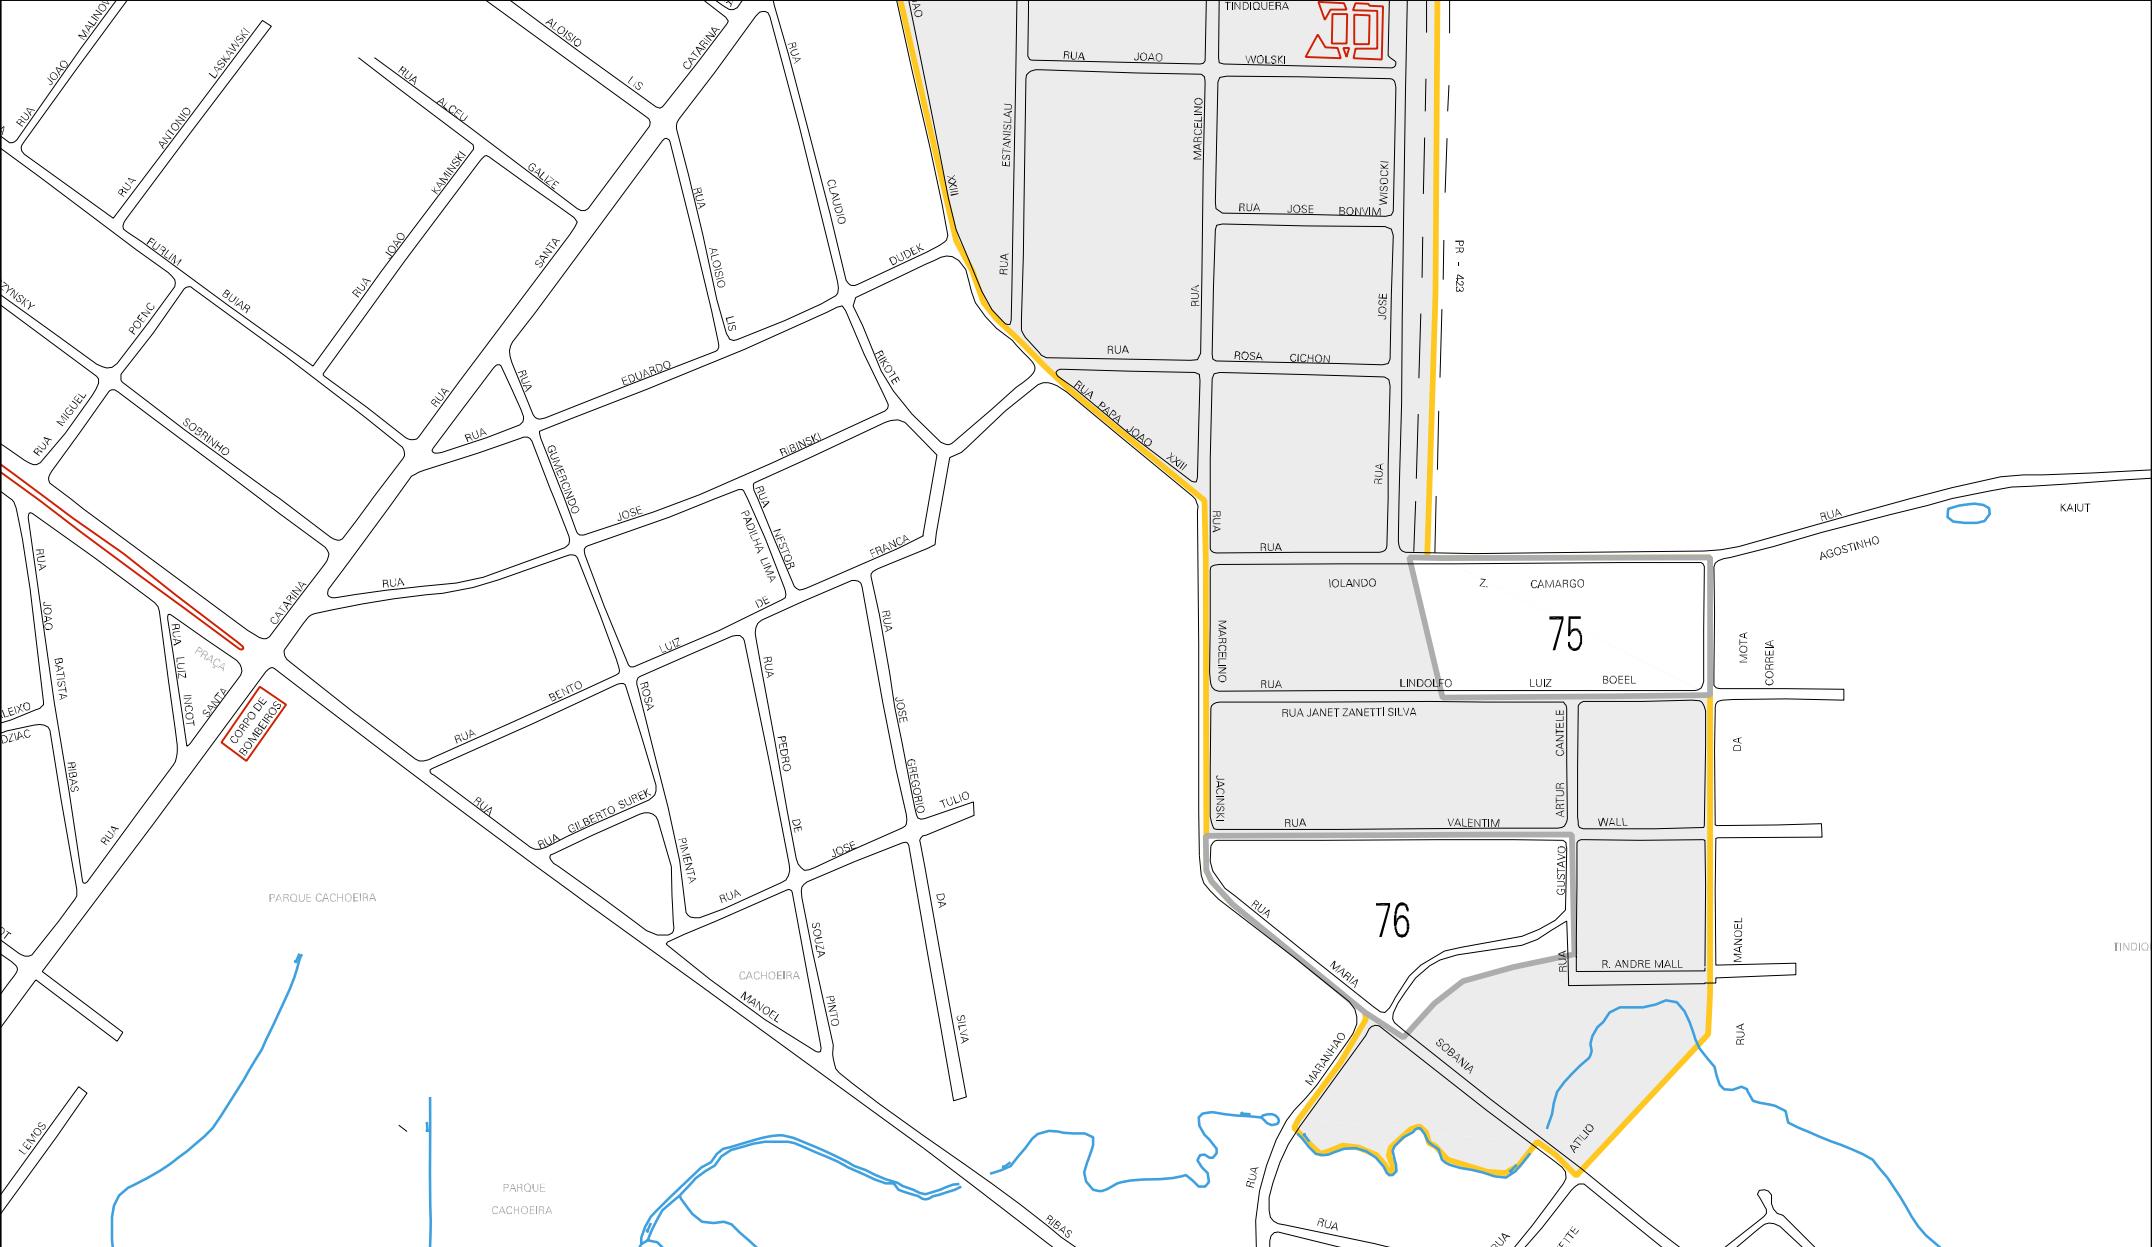 TINDIQUERA
RUA
JOAO
WOLSKI
JOAO
RUA
LASKAWSKI
ANTONIO
RUA
ALOISIO
LIS
CATARINA
RUA
ALCEU
GALIZE
KAMINSKI
JOAO
RUA
SANTA
RUA
FURLIM
BUIAR
SOBRINHO
POENC
MIGUEL
RUA
ZYNSKY
RUA
CLAUDIO
DUDEK
RIKOTE
RUA
ALOISIO
LIS
EDUARDO
RUA
RUA
GUMERCINDO
RIBINSKI
JOSE
RUA
PADILHA LIMA
RUA
NESTOR
FRANCA
DE
LUIZ
BENTO
RUA
CATARINA
SANTA
RUA
RUA
JOAO
BATISTA
RIBAS
RUA
LUIZ
INCOT
PRAÇA
CORPO DE
BOMBEIROS
LEIXO
DZIAC
ROSA
PIMENTA
RUA
PEDRO
DE
SOUZA
PINTO
RUA
JOSE
GREGORIO
DA
SILVA
TULIO
JOSE
RUA
RUA
GILBERTO SUREK
RUA
MANOEL
RIBAS
CACHOEIRA
PARQUE CACHOEIRA
PARQUE
CACHOEIRA
LEMOS
XXIII
ESTANISLAU
RUA
MARCELINO
RUA
WISOCKI
JOSE
RUA
RUA
JOSE
BONVIM
RUA
ROSA
CICHON
RUA
PAPA
JOAO
XXIII
PR - 423
RUA
RUA
IOLANDO
Z.
CAMARGO
75
MARCELINO
JACINSKI
RUA
LINDOLFO
LUIZ
BOEEL
RUA JANET ZANETTI SILVA
CANTELE
ARTUR
RUA
VALENTIM
WALL
GUSTAVO
RUA
76
R. ANDRE MALL
RUA
MARIA
SOBANIA
MARANHAO
RUA
ATILIO
RUA
RUA
RUA
AGOSTINHO
KAIUT
MOTA
CORREIA
DA
MANOEL
RUA
TINDIQ